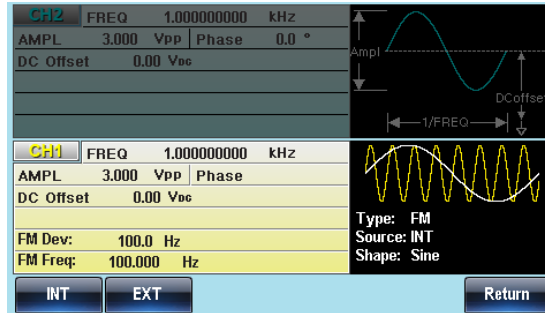 CH2 FREQ 1.000000000 kHz
AMPL 3.000 Vpp Phase 0.0 °
DC Offset 0.00 VDC
Ampl
DCoffse
1/FREQ
CH1 FREQ 1.000000000 kHz
AMPL 3.000 Vpp Phase
DC Offset 0.00 VDC
FM Dev: 100.0 Hz
FM Freq: 100.000 Hz
Type: FM
Source: INT
Shape: Sine
INT EXT Return